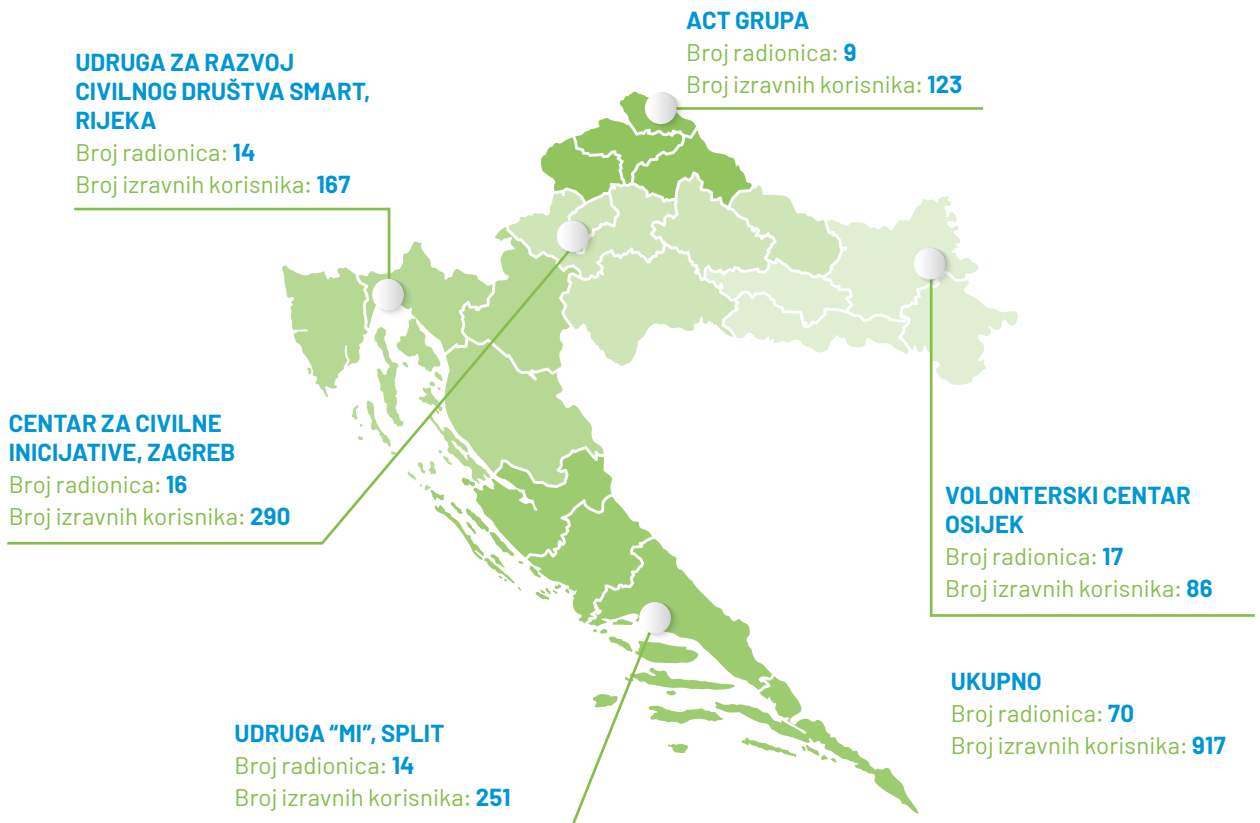 ACT GRUPA
Broj radionica: 9
Broj izravnih korisnika: 123
UDRUGA ZA RAZVOJ
CIVILNOG DRUŠTVA SMART,
RIJEKA
Broj radionica: 14
Broj izravnih korisnika: 167
CENTAR ZA CIVILNE
INICIJATIVE, ZAGREB
Broj radionica: 16
Broj izravnih korisnika: 290
VOLONTERSKI CENTAR
OSIJEK
Broj radionica: 17
Broj izravnih korisnika: 86
UDRUGA “MI”, SPLIT
Broj radionica: 14
Broj izravnih korisnika: 251
UKUPNO
Broj radionica: 70
Broj izravnih korisnika: 917